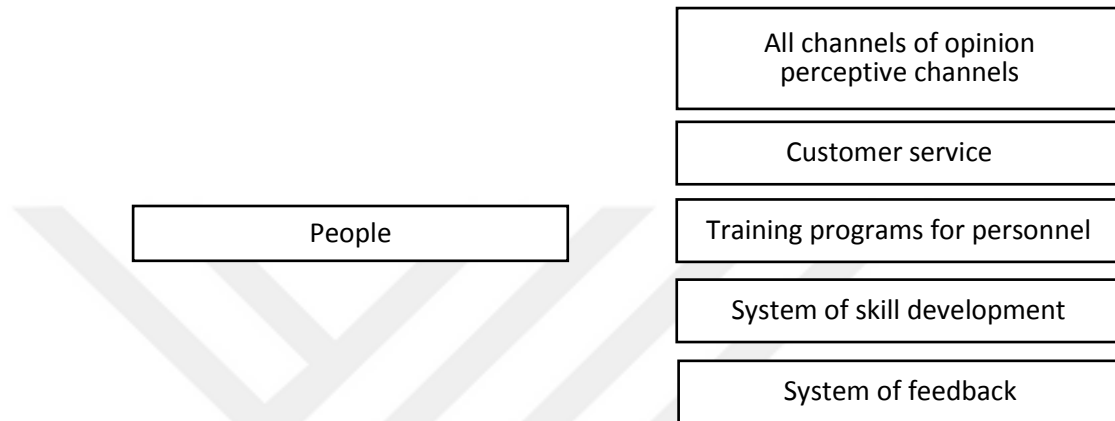 All channels of opinion
perceptive channels
Customer service
People
Training programs for personnel
System of skill development
System of feedback